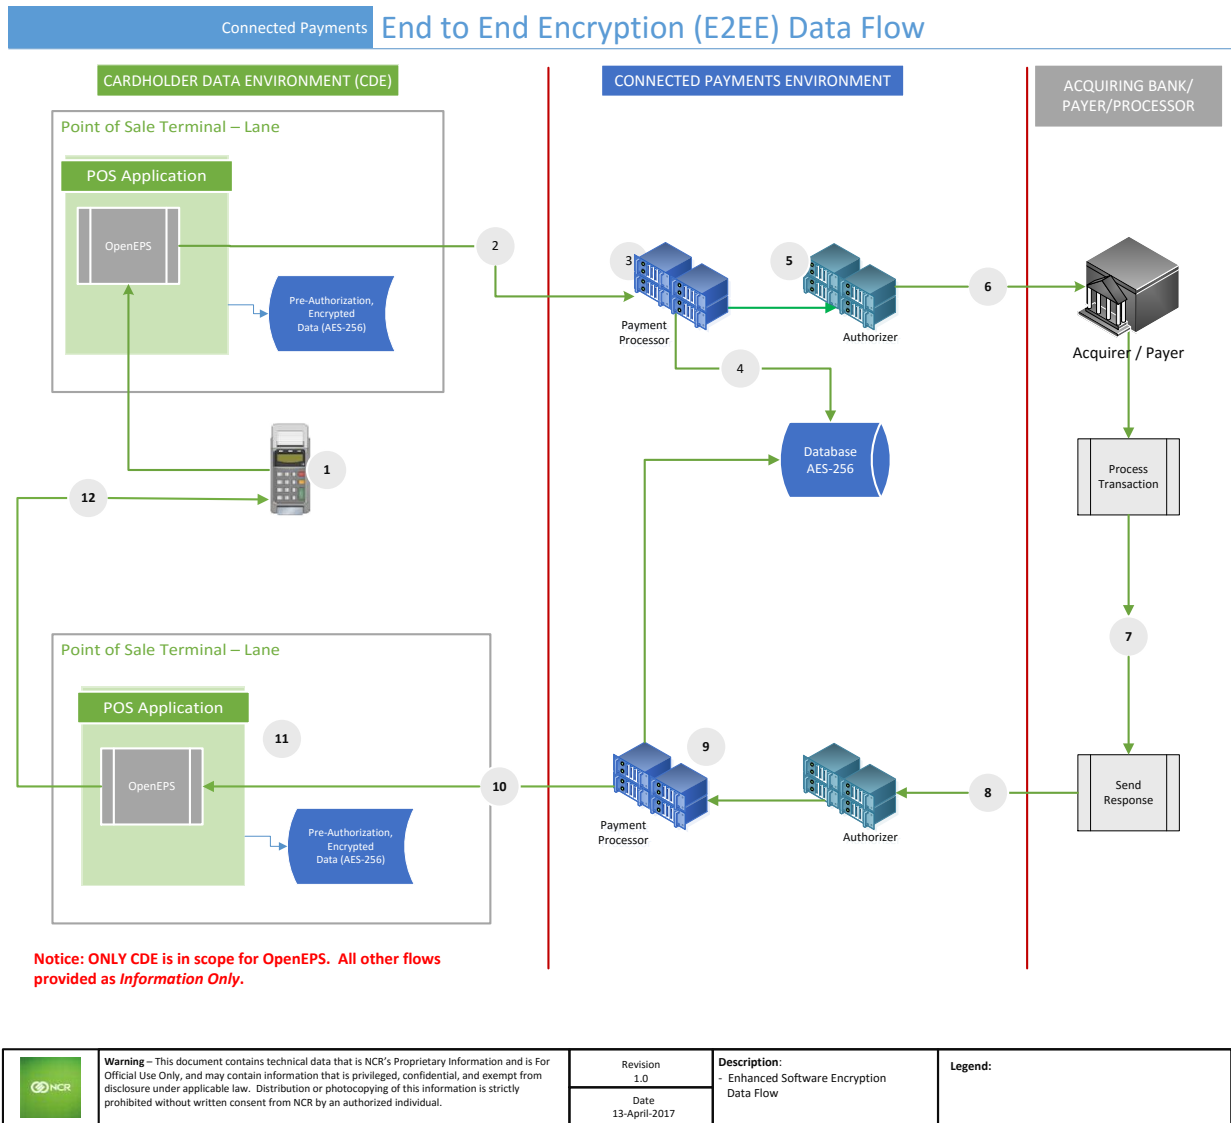 Connected Payments End to End Encryption (E2EE) Data Flow
CARDHOLDER DATA ENVIRONMENT (CDE)
CONNECTED PAYMENTS ENVIRONMENT
ACQUIRING BANK/
PAYER/PROCESSOR
Point of Sale Terminal – Lane
POS Application
OpenEPS
Pre-Authorization,
Encrypted
Data (AES-256)
2
3
Payment
Processor
5
Authorizer
6
Acquirer / Payer
4
Database
AES-256
1
12
Process
Transaction
7
Point of Sale Terminal – Lane
POS Application
11
OpenEPS
Pre-Authorization,
Encrypted
Data (AES-256)
10
9
Payment
Processor
Authorizer
8
Send
Response
Notice: ONLY CDE is in scope for OpenEPS. All other flows
provided as Information Only.
NCR
Warning – This document contains technical data that is NCR's Proprietary Information and is For
Official Use Only, and may contain information that is privileged, confidential, and exempt from
disclosure under applicable law. Distribution or photocopying of this information is strictly
prohibited without written consent from NCR by an authorized individual.
Revision
1.0
Date
13-April-2017
Description:
- Enhanced Software Encryption
Data Flow
Legend: